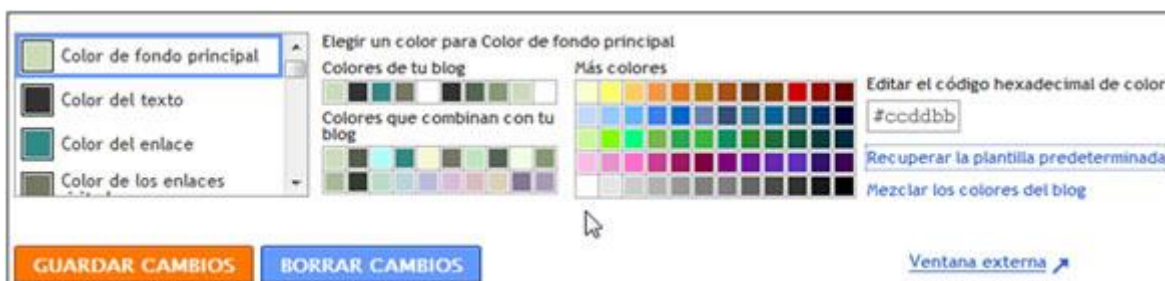 Color de fondo principal
Color del texto
Color del enlace
Color de los enlaces
Elegir un color para Color de fondo principal
Colores de tu blog
Colores que combinan con tu
blog
Más colores
Editar el código hexadecimal de color
#ccddbb
Recuperar la plantilla predeterminada
Mezclar los colores del blog
GUARDAR CAMBIOS
BORRAR CAMBIOS
Ventana externa